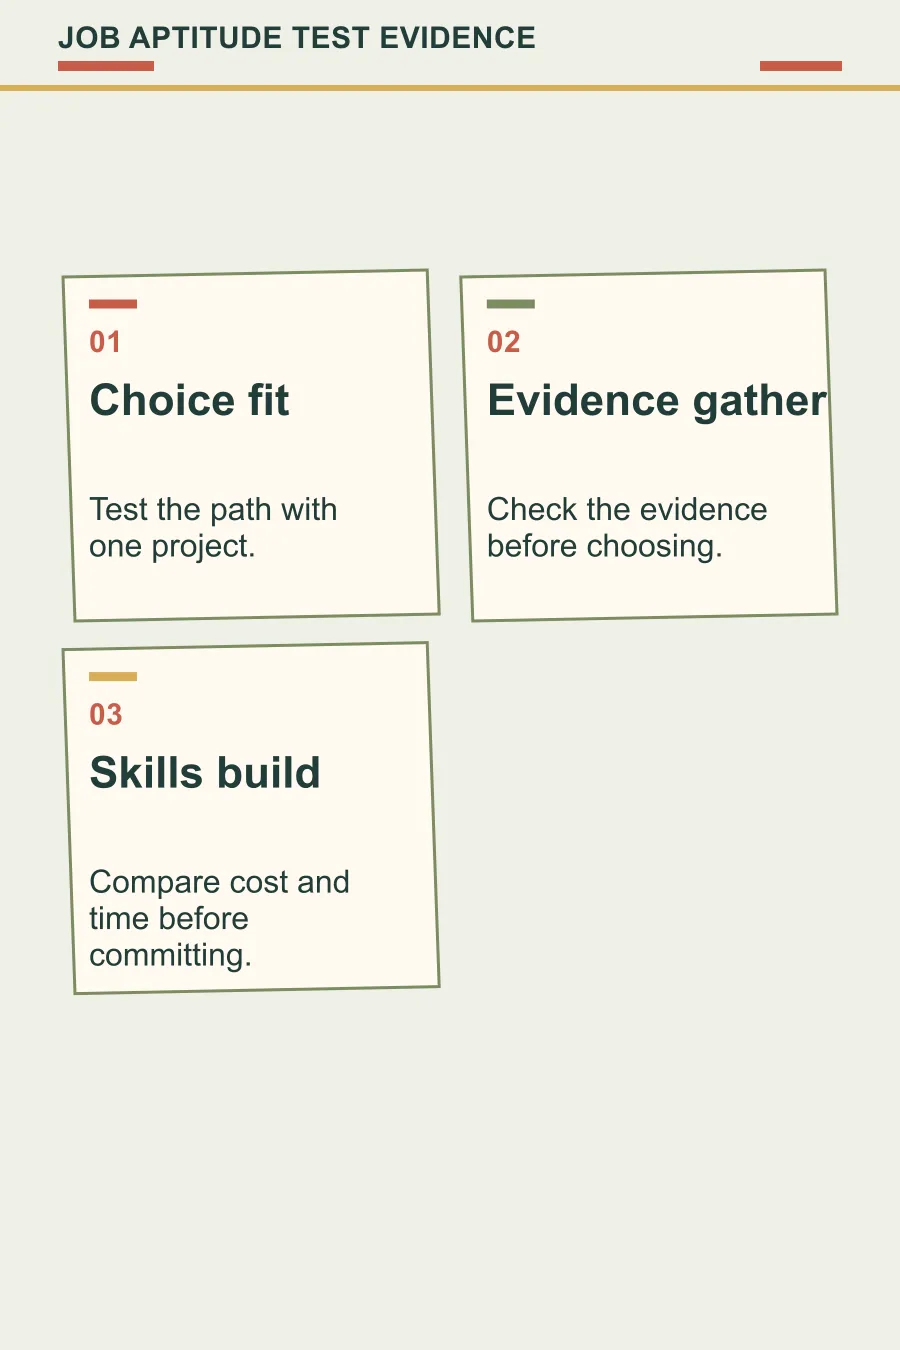 JOB APTITUDE TEST EVIDENCE
01
Choice fit
Test the path with
one project.
02
Evidence gather
Check the evidence
before choosing.
03
Skills build
Compare cost and
time before
committing.